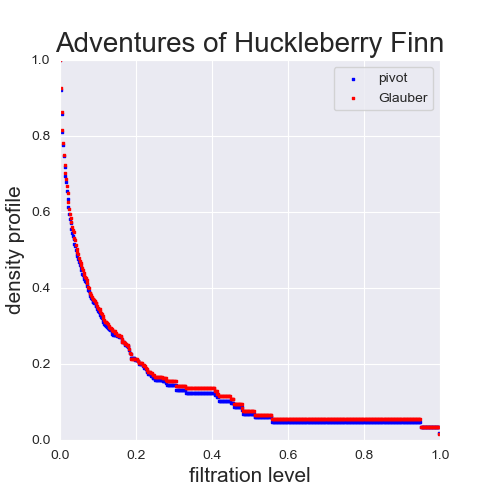 Adventures of Huckleberry Finn
1.0
0.8
0.6
0.4
0.2
0.0
density profile
pivot
Glauber
0.0 0.2 0.4 0.6 0.8 1.0
filtration level